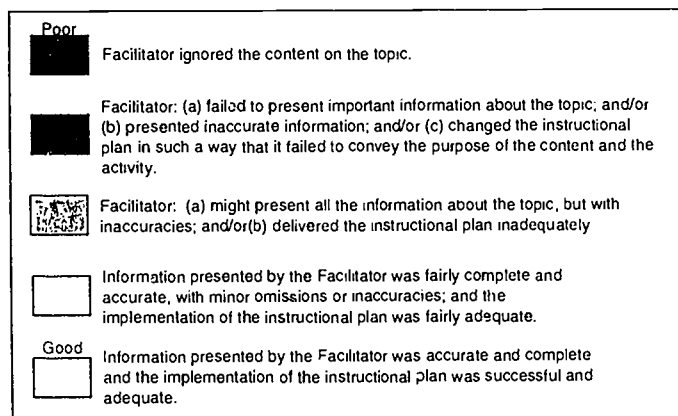 Poor
Facilitator ignored the content on the topic.
Facilitator: (a) failed to present important information about the topic; and/or
(b) presented inaccurate information; and/or (c) changed the instructional
plan in such a way that it failed to convey the purpose of the content and the
activity.
Facilitator: (a) might present all the information about the topic, but with
inaccuracies; and/or(b) delivered the instructional plan inadequately
Information presented by the Facilitator was fairly complete and
accurate, with minor omissions or inaccuracies; and the
implementation of the instructional plan was fairly adequate.
Good
Information presented by the Facilitator was accurate and complete
and the implementation of the instructional plan was successful and
adequate.